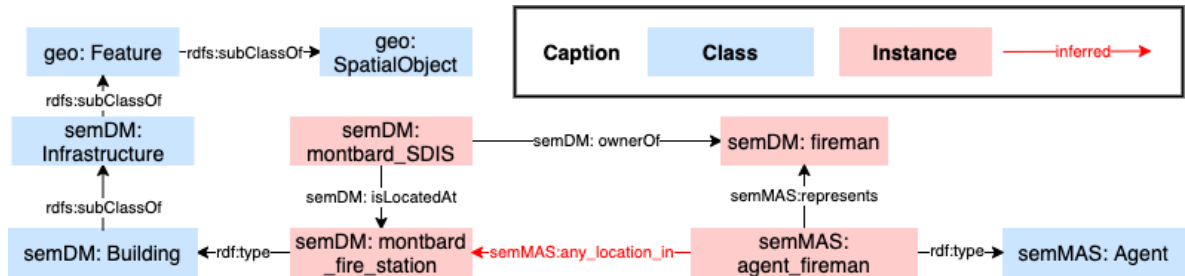 geo: Feature
rdfs:subClassOf
geo:
SpatialObject
Caption
Class
Instance
inferred
rdfs:subClassOf
semDM:
Infrastructure
semDM:
montbard_SDIS
semDM: ownerOf
semDM: fireman
rdfs:subClassOf
semDM: isLocatedAt
semMAS:represents
semDM: Building
rdf:type
semDM: montbard
_fire_station
semMAS:any_location_in
semMAS:
agent_fireman
rdf:type
semMAS: Agent